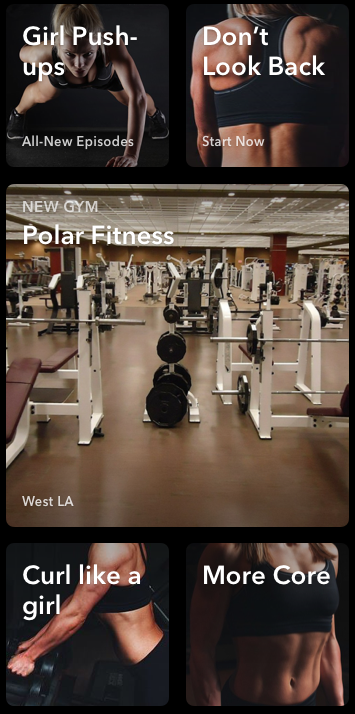 Girl Push-
ups
All-New Episodes
Don’t
Look Back
Start Now
NEW GYM
Polar Fitness
West LA
Curl like a
girl
More Core